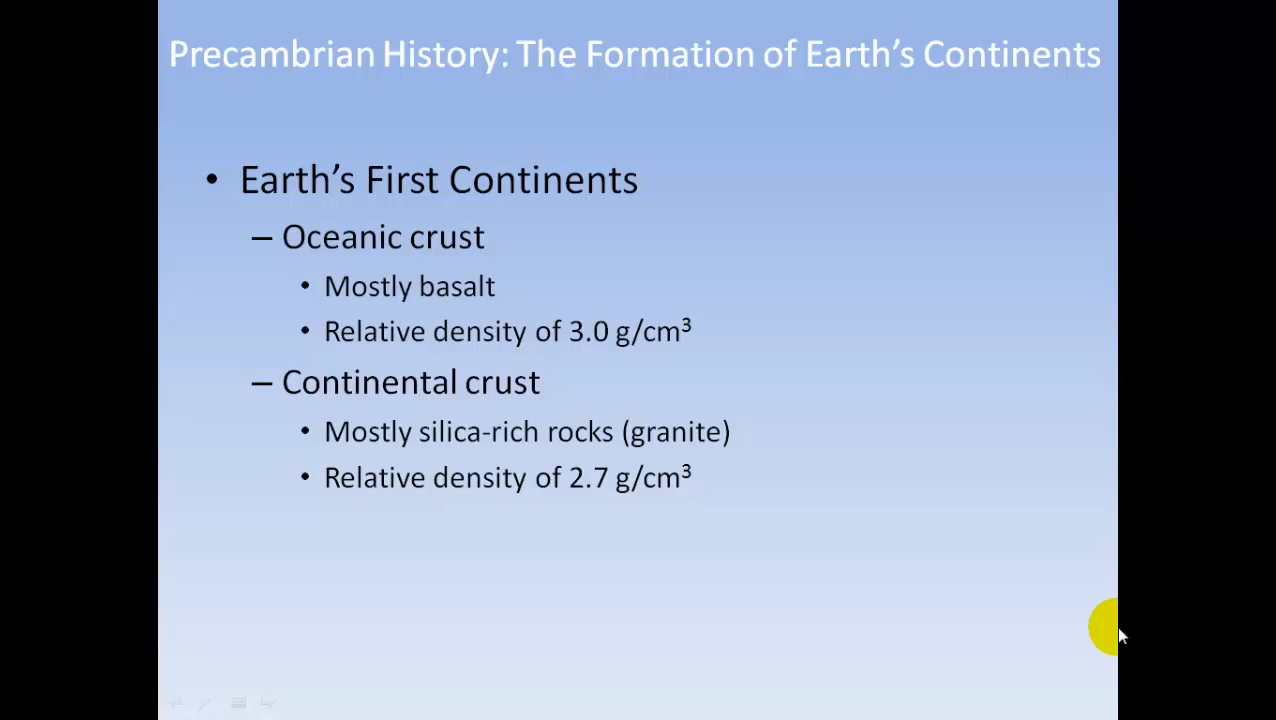 Precambrian History: The Formation of Earth’s Continents
• Earth’s First Continents
– Oceanic crust
• Mostly basalt
• Relative density of 3.0 g/cm³
– Continental crust
• Mostly silica-rich rocks (granite)
• Relative density of 2.7 g/cm³